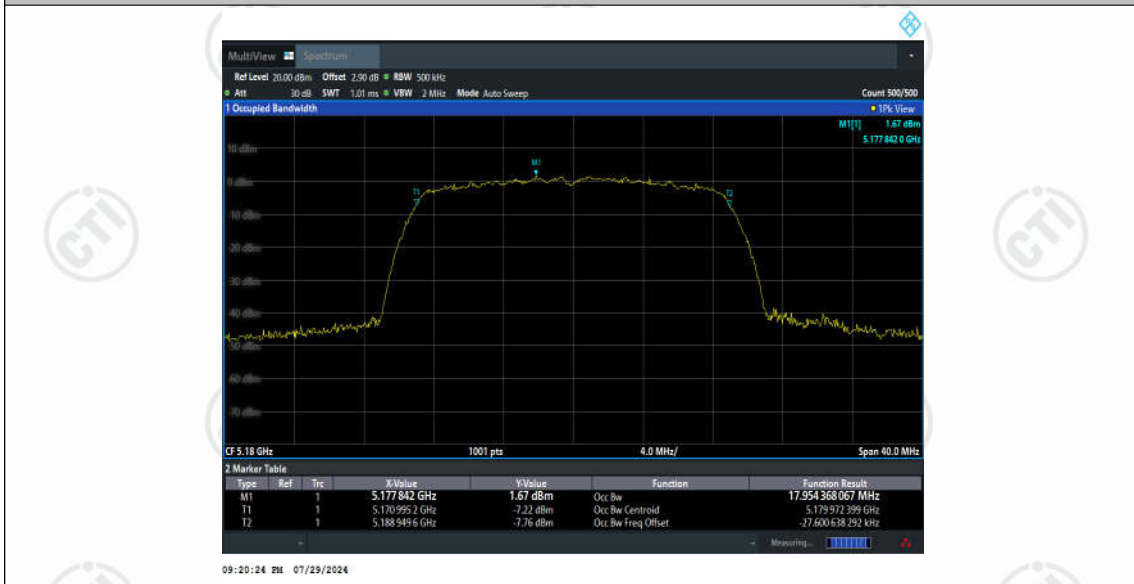 MultiView Spectrum
Ref Level 20.00 dBm Offset 2.90 dB RBW 500 kHz
Att 30 dB SWT 1.01 ms VBW 2 MHz Mode Auto Sweep Count 500/500
1 Occupied Bandwidth 1Pk View
M1[1] 1.67 dBm
5.177 842 0 GHz
10 dBm
M1
0 dBm
T1
T2
-10 dBm
-20 dBm
-30 dBm
-40 dBm
-50 dBm
-60 dBm
-70 dBm
CF 5.18 GHz 1001 pts 4.0 MHz/ Span 40.0 MHz
2 Marker Table
Type Ref Trc X-Value Y-Value Function Function Result
M1 1 5.177 842 GHz 1.67 dBm Occ Bw 17.954 368 067 MHz
T1 1 5.170 995 2 GHz -7.22 dBm Occ Bw Centroid 5.179 972 399 GHz
T2 1 5.188 949 6 GHz -7.76 dBm Occ Bw Freq Offset -27.600 638 292 kHz
Measuring...
09:20:24 PM 07/29/2024
CTI
CTI